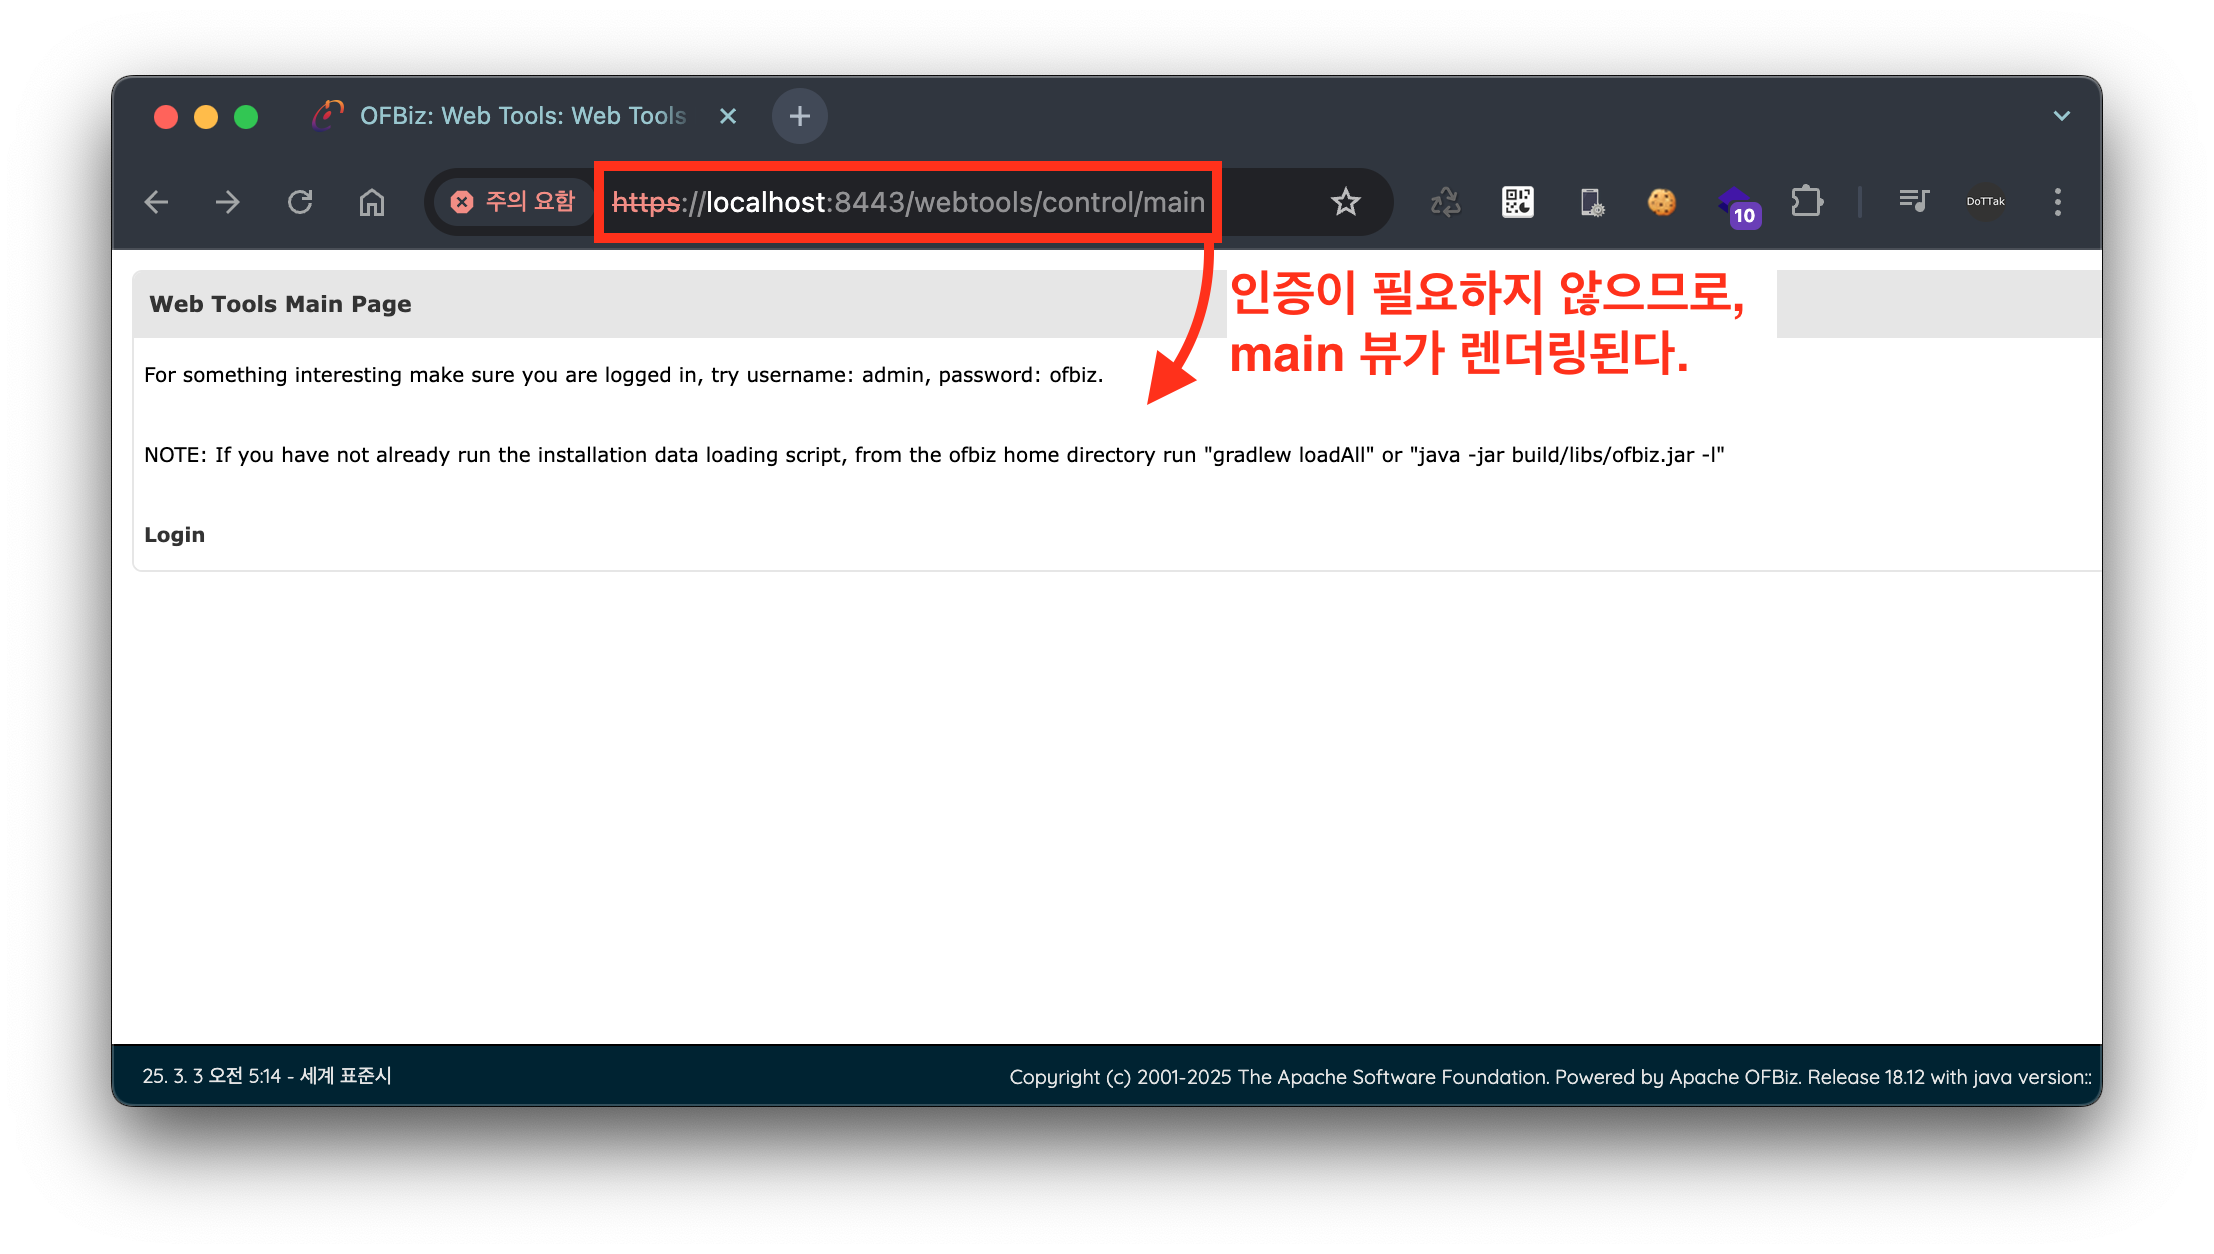 OFBiz: Web Tools: Web Tools
주의 요함
https://localhost:8443/webtools/control/main
10
DoTTak
인증이 필요하지 않으므로,
main 뷰가 렌더링된다.
Web Tools Main Page
For something interesting make sure you are logged in, try username: admin, password: ofbiz.
NOTE: If you have not already run the installation data loading script, from the ofbiz home directory run "gradlew loadAll" or "java -jar build/libs/ofbiz.jar -l"
Login
25. 3. 3 오전 5:14 - 세계 표준시
Copyright (c) 2001-2025 The Apache Software Foundation. Powered by Apache OFBiz. Release 18.12 with java version::